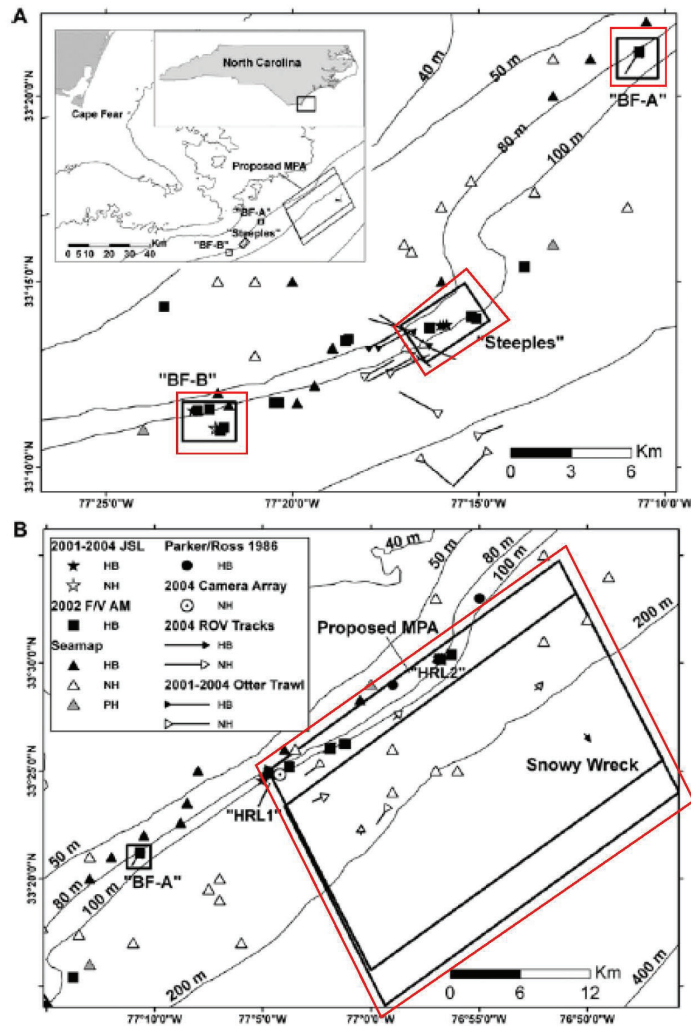 A
40 m
50 m
North Carolina
33°20'0"N
Cape Fear
"BF-A"
80 m
100 m
Proposed MPA
"BF-A"
"Steeples"
"BF-B"
Km
0 5 10 20 30 40
33°15'0"N
"Steeples"
"BF-B"
33°10'0"N
Km
0 3 6
77°25'0"W 77°20'0"W 77°15'0"W 77°10'0"W
B
2001-2004 JSL Parker/Ross 1986
HB HB
NH 2004 Camera Array
2002 F/V AM NH
HB 2004 ROV Tracks
Seamap HB
HB NH
NH 2001-2004 Otter Trawl
PH HB
NH
40 m
50 m
80 m
100 m
200 m
Proposed MPA
33°30'0"N
"HRL2"
Snowy Wreck
33°25'0"N
"HRL1"
50 m
33°20'0"N
80 m
"BF-A"
100 m
200 m
400 m
Km
0 6 12
77°10'0"W 77°5'0"W 77°0'0"W 76°55'0"W 76°50'0"W